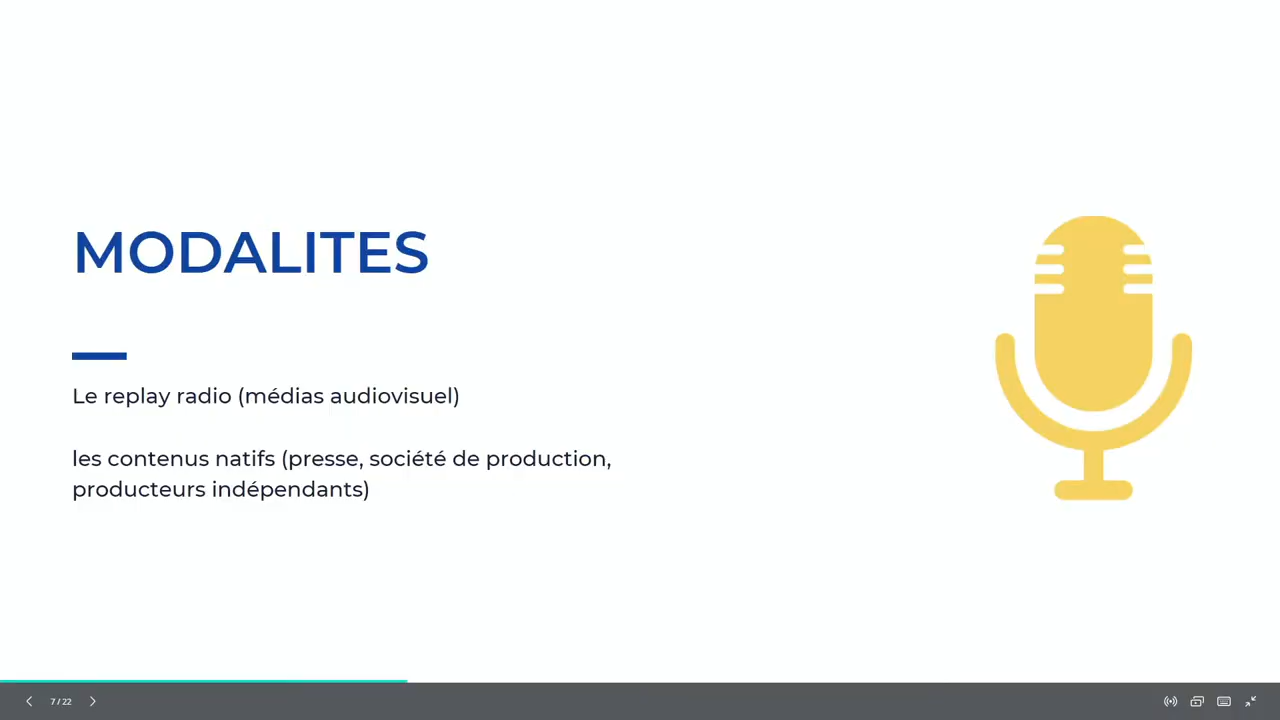 MODALITES
Le replay radio (médias audiovisuel)
les contenus natifs (presse, société de production,
producteurs indépendants)
7 / 22